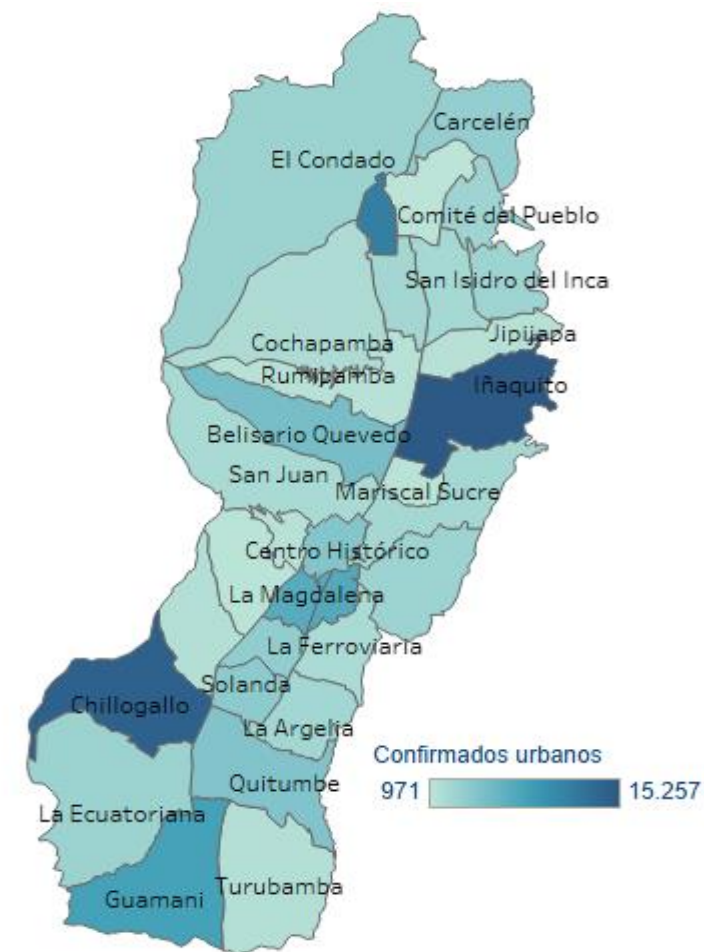 Carcelén
El Condado
Comité del Pueblo
San Isidro del Inca
Jipijapa
Cochapamba
Rumipamba
Iñaquito
Belisario Quevedo
San Juan
Mariscal Sucre
Centro Histórico
La Magdalena
La Ferroviaria
Solanda
Chillogallo
La Argelia
Confirmados urbanos
Quitumbe
971
15.257
La Ecuatoriana
Turubamba
Guamani